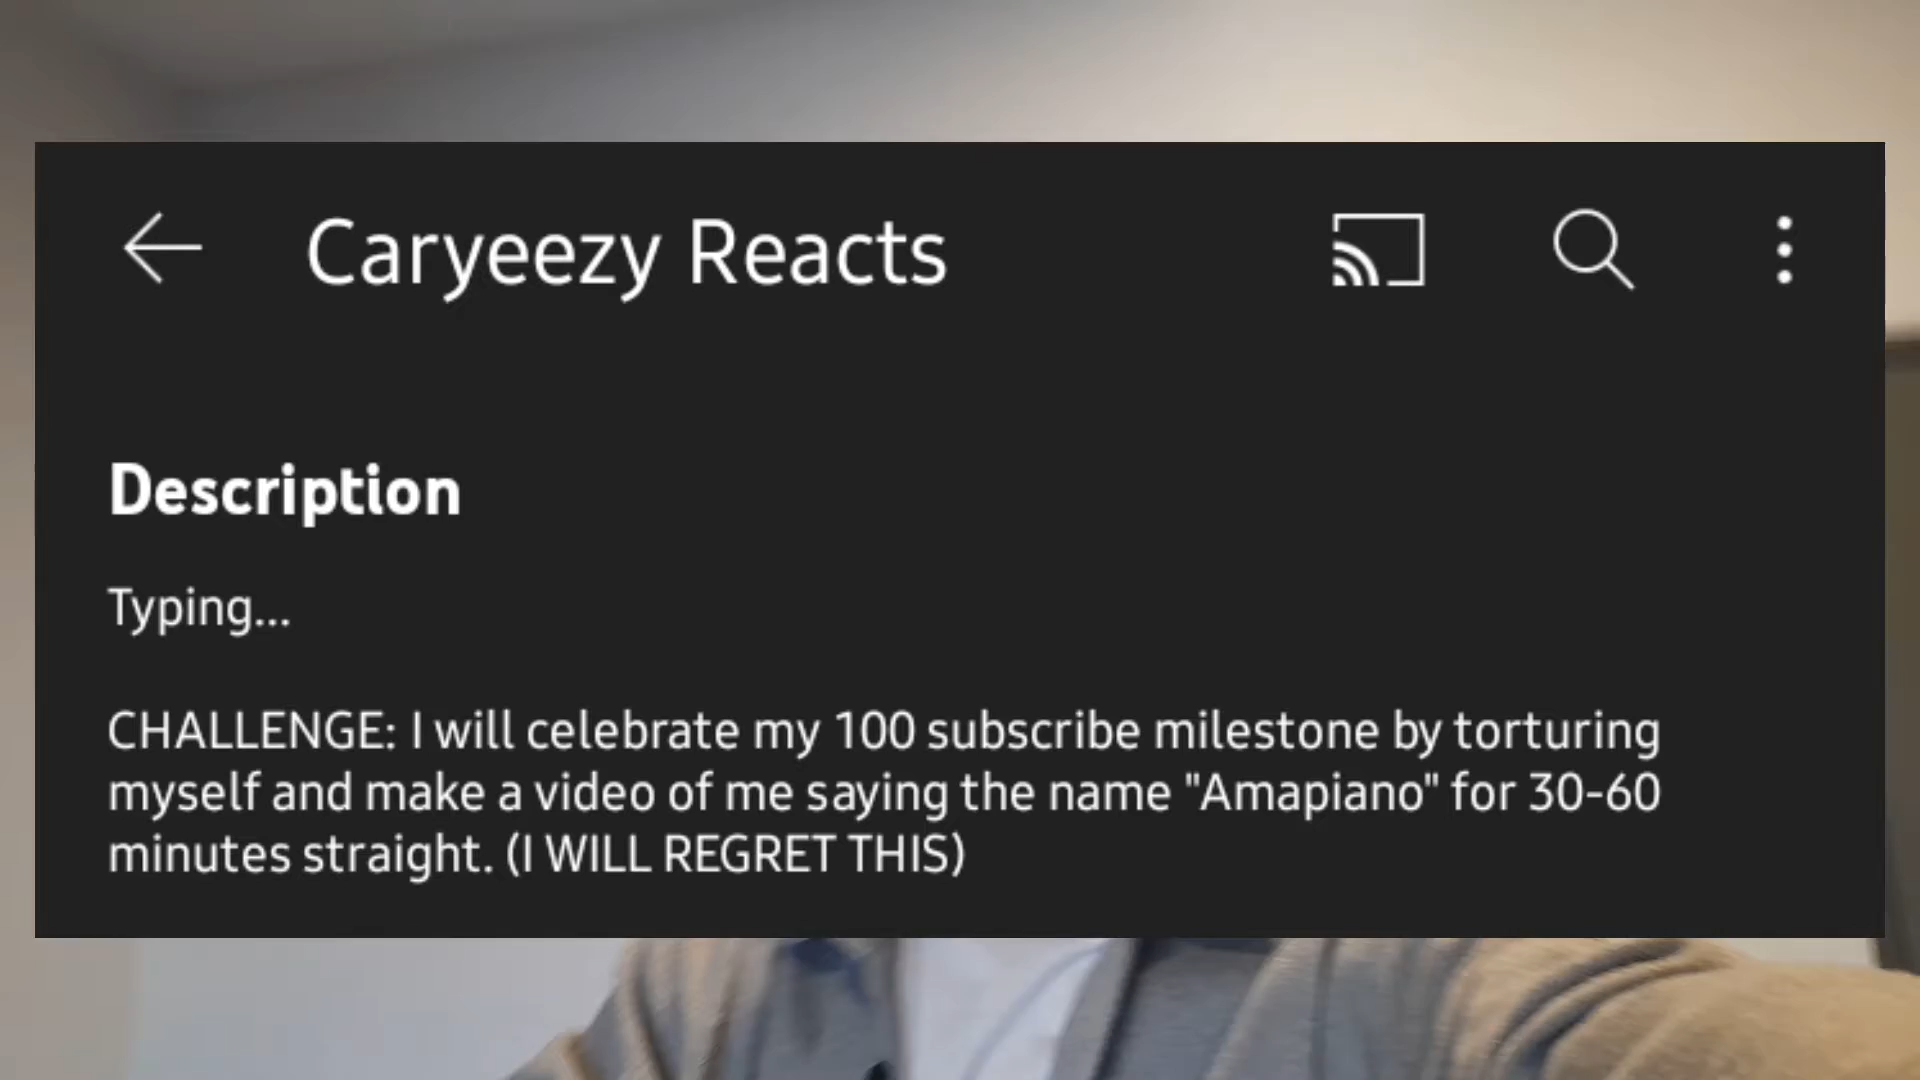 Caryeezy Reacts
Description
Typing...
CHALLENGE: I will celebrate my 100 subscribe milestone by torturing
myself and make a video of me saying the name "Amapiano" for 30-60
minutes straight. (I WILL REGRET THIS)